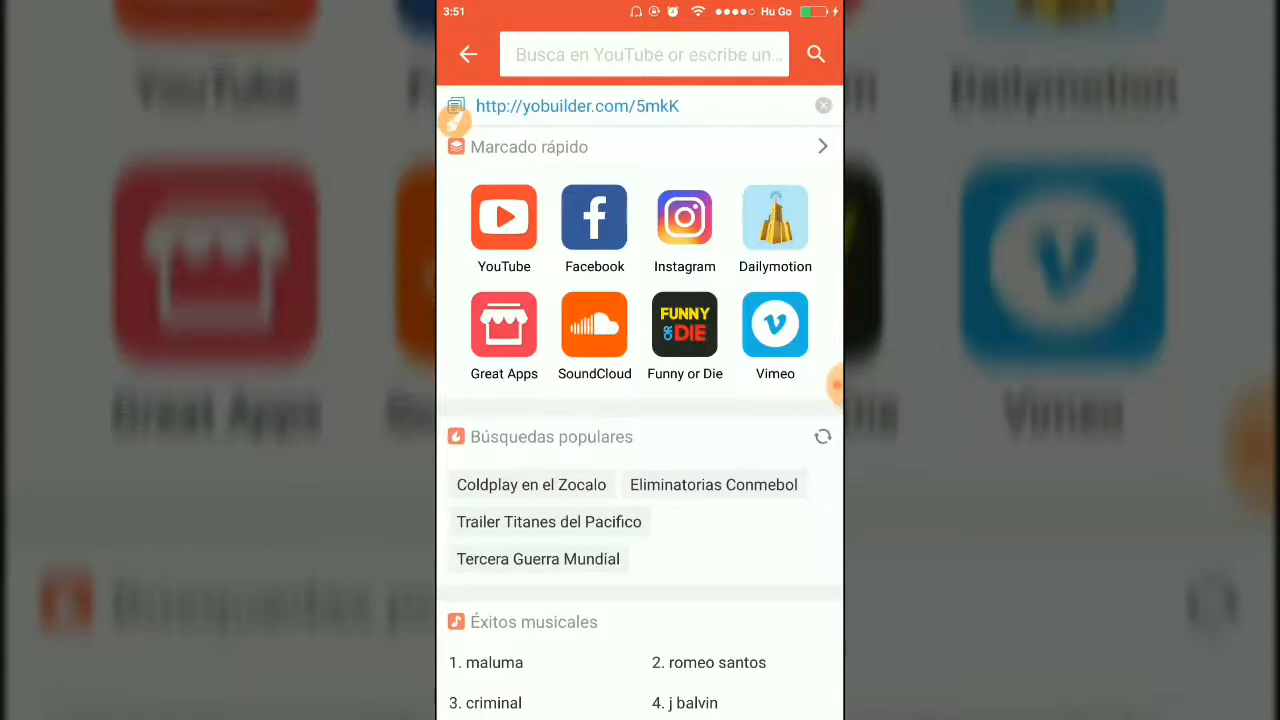 3:51 Hu Go
Busca en YouTube or escribe un...
http://yobuilder.com/5mkK
Marcado rápido
YouTube Facebook Instagram Dailymotion
FUNNY OR DIE
Great Apps SoundCloud Funny or Die Vimeo
Búsquedas populares
Coldplay en el Zocalo Eliminatorias Conmebol
Trailer Titanes del Pacifico
Tercera Guerra Mundial
Éxitos musicales
1. maluma 2. romeo santos
3. criminal 4. j balvin